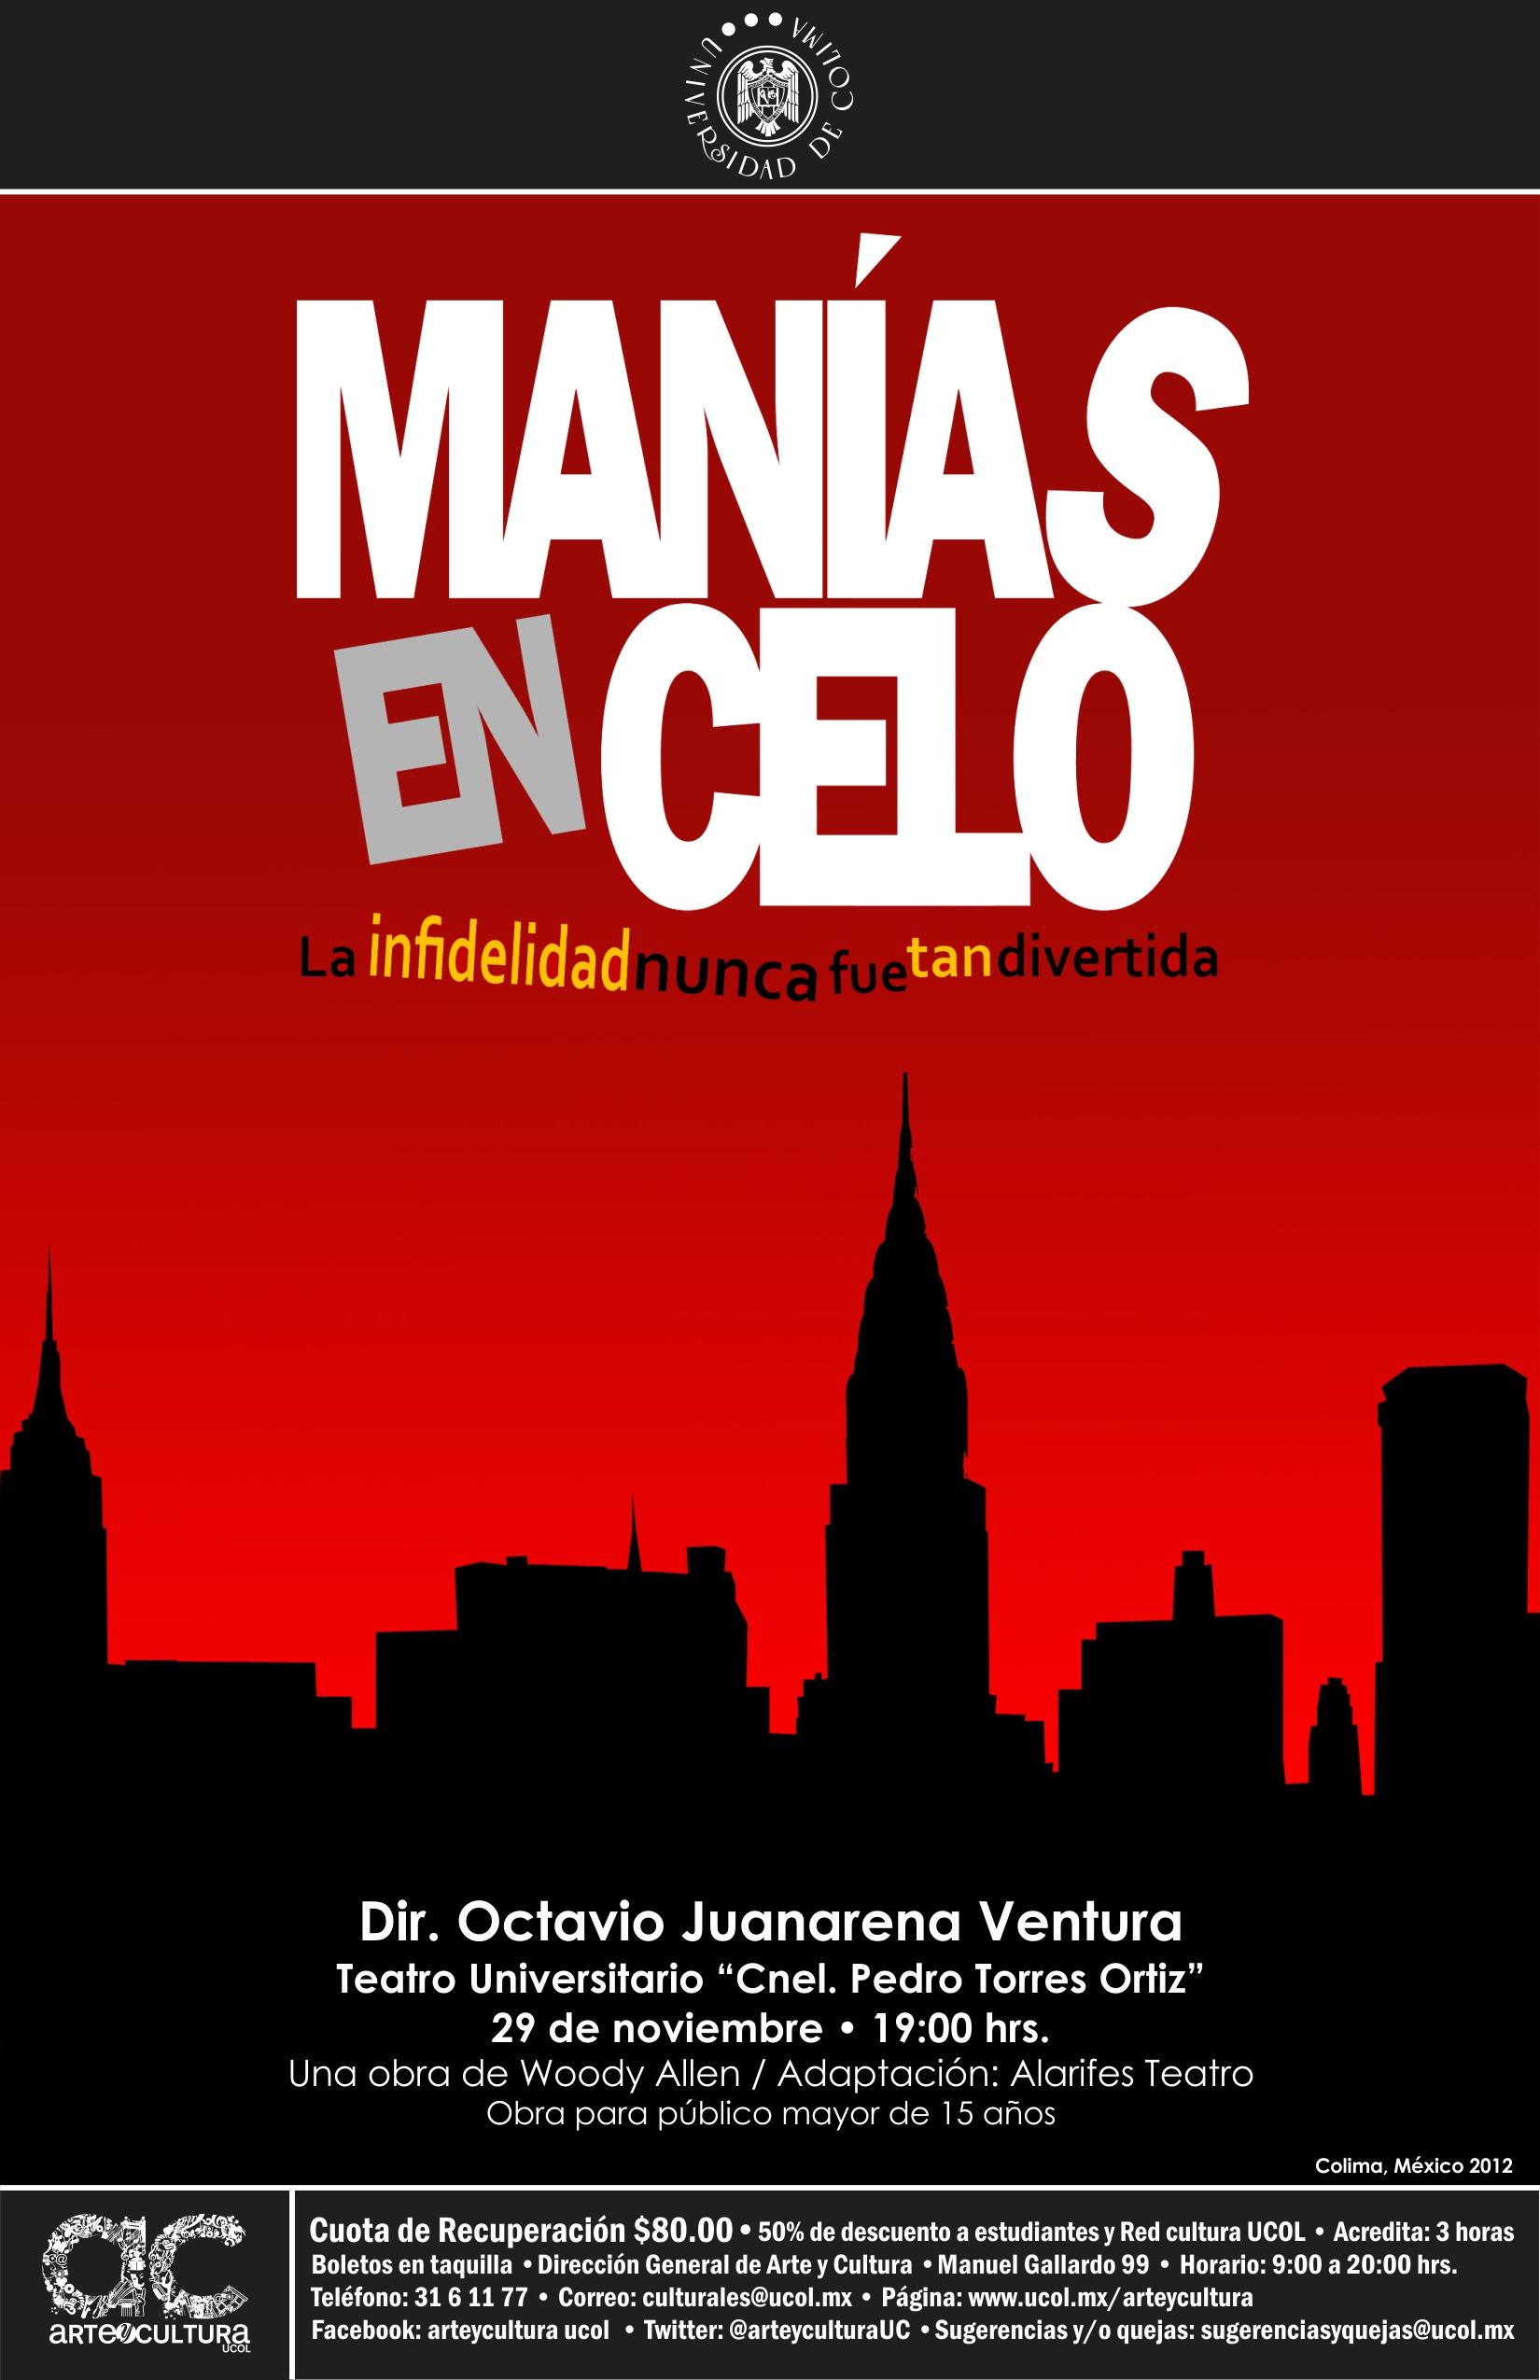 UNIVERSIDAD DE COLIMA
MANÍAS
EN CELO
La infidelidad nunca fue tan divertida
Dir. Octavio Juanarena Ventura
Teatro Universitario “Cnel. Pedro Torres Ortiz”
29 de noviembre • 19:00 hrs.
Una obra de Woody Allen / Adaptación: Alarifes Teatro
Obra para público mayor de 15 años
Colima, México 2012
ac
arteyCULTURa
UCOL
Cuota de Recuperación $80.00 • 50% de descuento a estudiantes y Red cultura UCOL • Acredita: 3 horas
Boletos en taquilla • Dirección General de Arte y Cultura • Manuel Gallardo 99 • Horario: 9:00 a 20:00 hrs.
Teléfono: 31 6 11 77 • Correo: culturales@ucol.mx • Página: www.ucol.mx/arteycultura
Facebook: arteycultura ucol • Twitter: @arteyculturaUC • Sugerencias y/o quejas: sugerenciasyquejas@ucol.mx